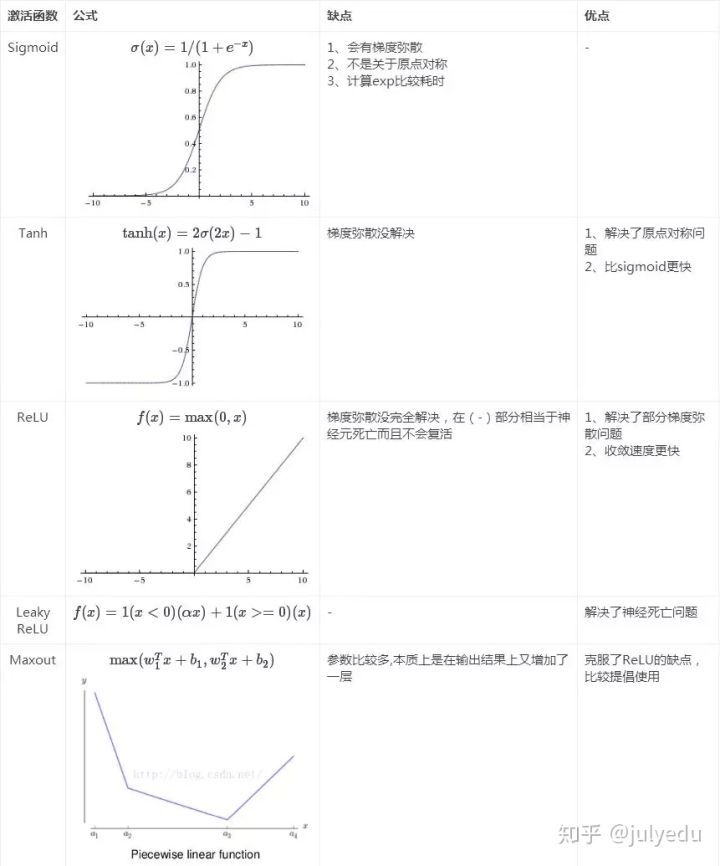 激活函数 公式 缺点 优点
Sigmoid σ(x) = 1/(1 + e^{-x}) 1、会有梯度弥散 -
2、不是关于原点对称
3、计算exp比较耗时
1.0
0.8
0.6
0.4
0.2
-10 -5 5 10
Tanh tanh(x) = 2σ(2x) − 1 梯度弥散没解决 1、解决了原点对称问
题
2、比sigmoid更快
1.0
0.5
-10 -5 5 10
-0.5
-1.0
ReLU f(x) = max(0, x) 梯度弥散没完全解决，在（-）部分相当于神 1、解决了部分梯度弥
经元死亡而且不会复活 散问题
2、收敛速度更快
10
8
6
4
2
-10 -5 5 10
Leaky f(x) = 1(x < 0)(αx) + 1(x >= 0)(x) - 解决了神经死亡问题
ReLU
Maxout max(w_1^T x + b_1, w_2^T x + b_2) 参数比较多,本质上是在输出结果上又增加了 克服了ReLU的缺点，
一层 比较提倡使用
y
http://blog.csdn.net/
a_1 a_2 a_3 a_4 x
Piecewise linear function
知乎 @julyedu